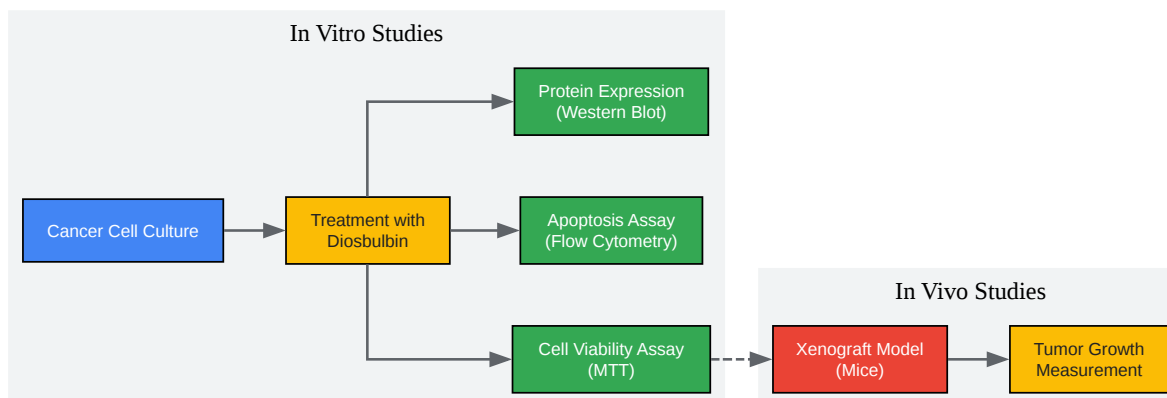 In Vitro Studies
Protein Expression
(Western Blot)
Cancer Cell Culture
Treatment with
Diosbulbin
Apoptosis Assay
(Flow Cytometry)
Cell Viability Assay
(MTT)
In Vivo Studies
Xenograft Model
(Mice)
Tumor Growth
Measurement